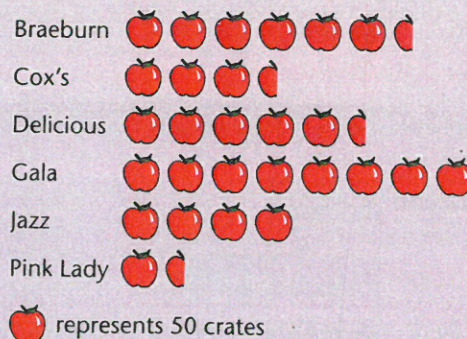 Braeburn
Cox's
Delicious
Gala
Jazz
Pink Lady
represents 50 crates